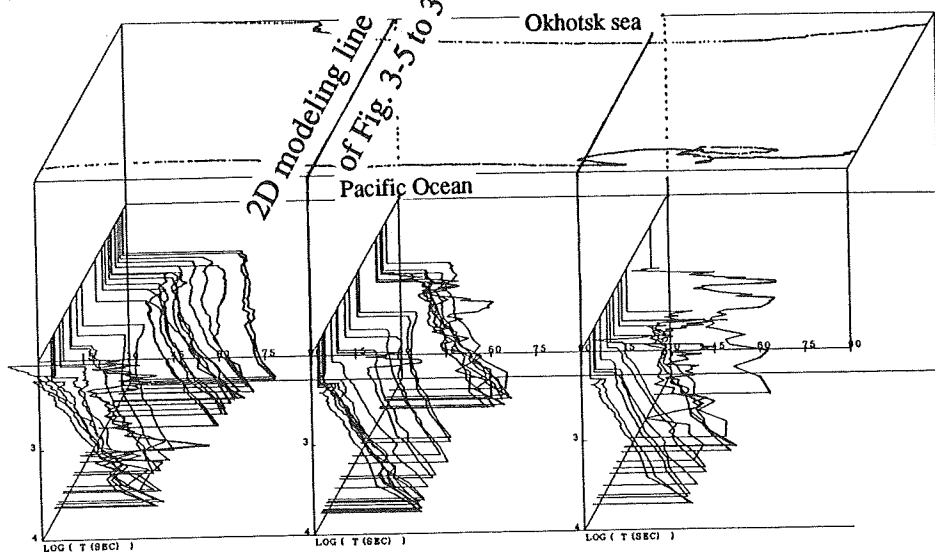 Okhotsk sea
2D modeling line
of Fig. 3-5 to 3
Pacific Ocean
75
60 75
45 60 75 90
3
3
3
4
4
4
LOG ( T (SEC) )
LOG ( T (SEC) )
LOG ( T (SEC) )